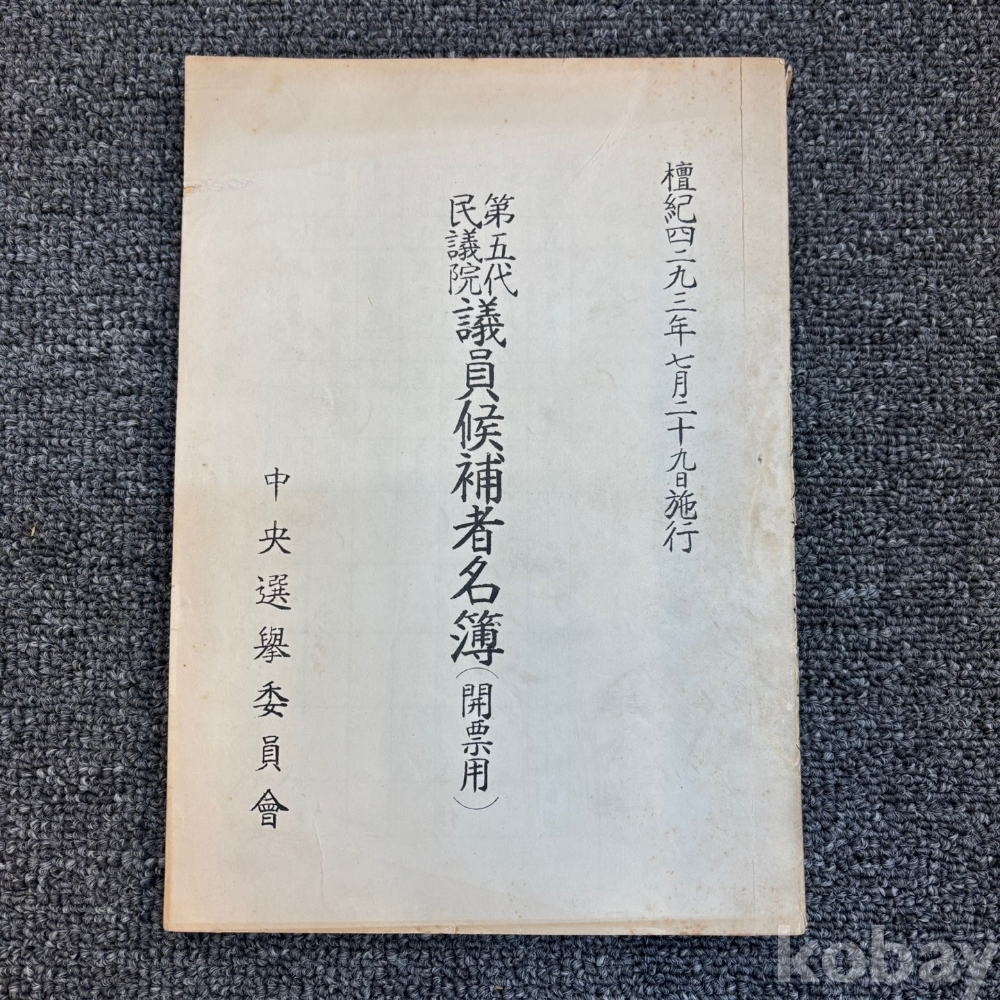 檀紀四二九三年七月二十九日施行
第五代
民議院
議員候補者名簿(開票用)
中央選擧委員會
kobay